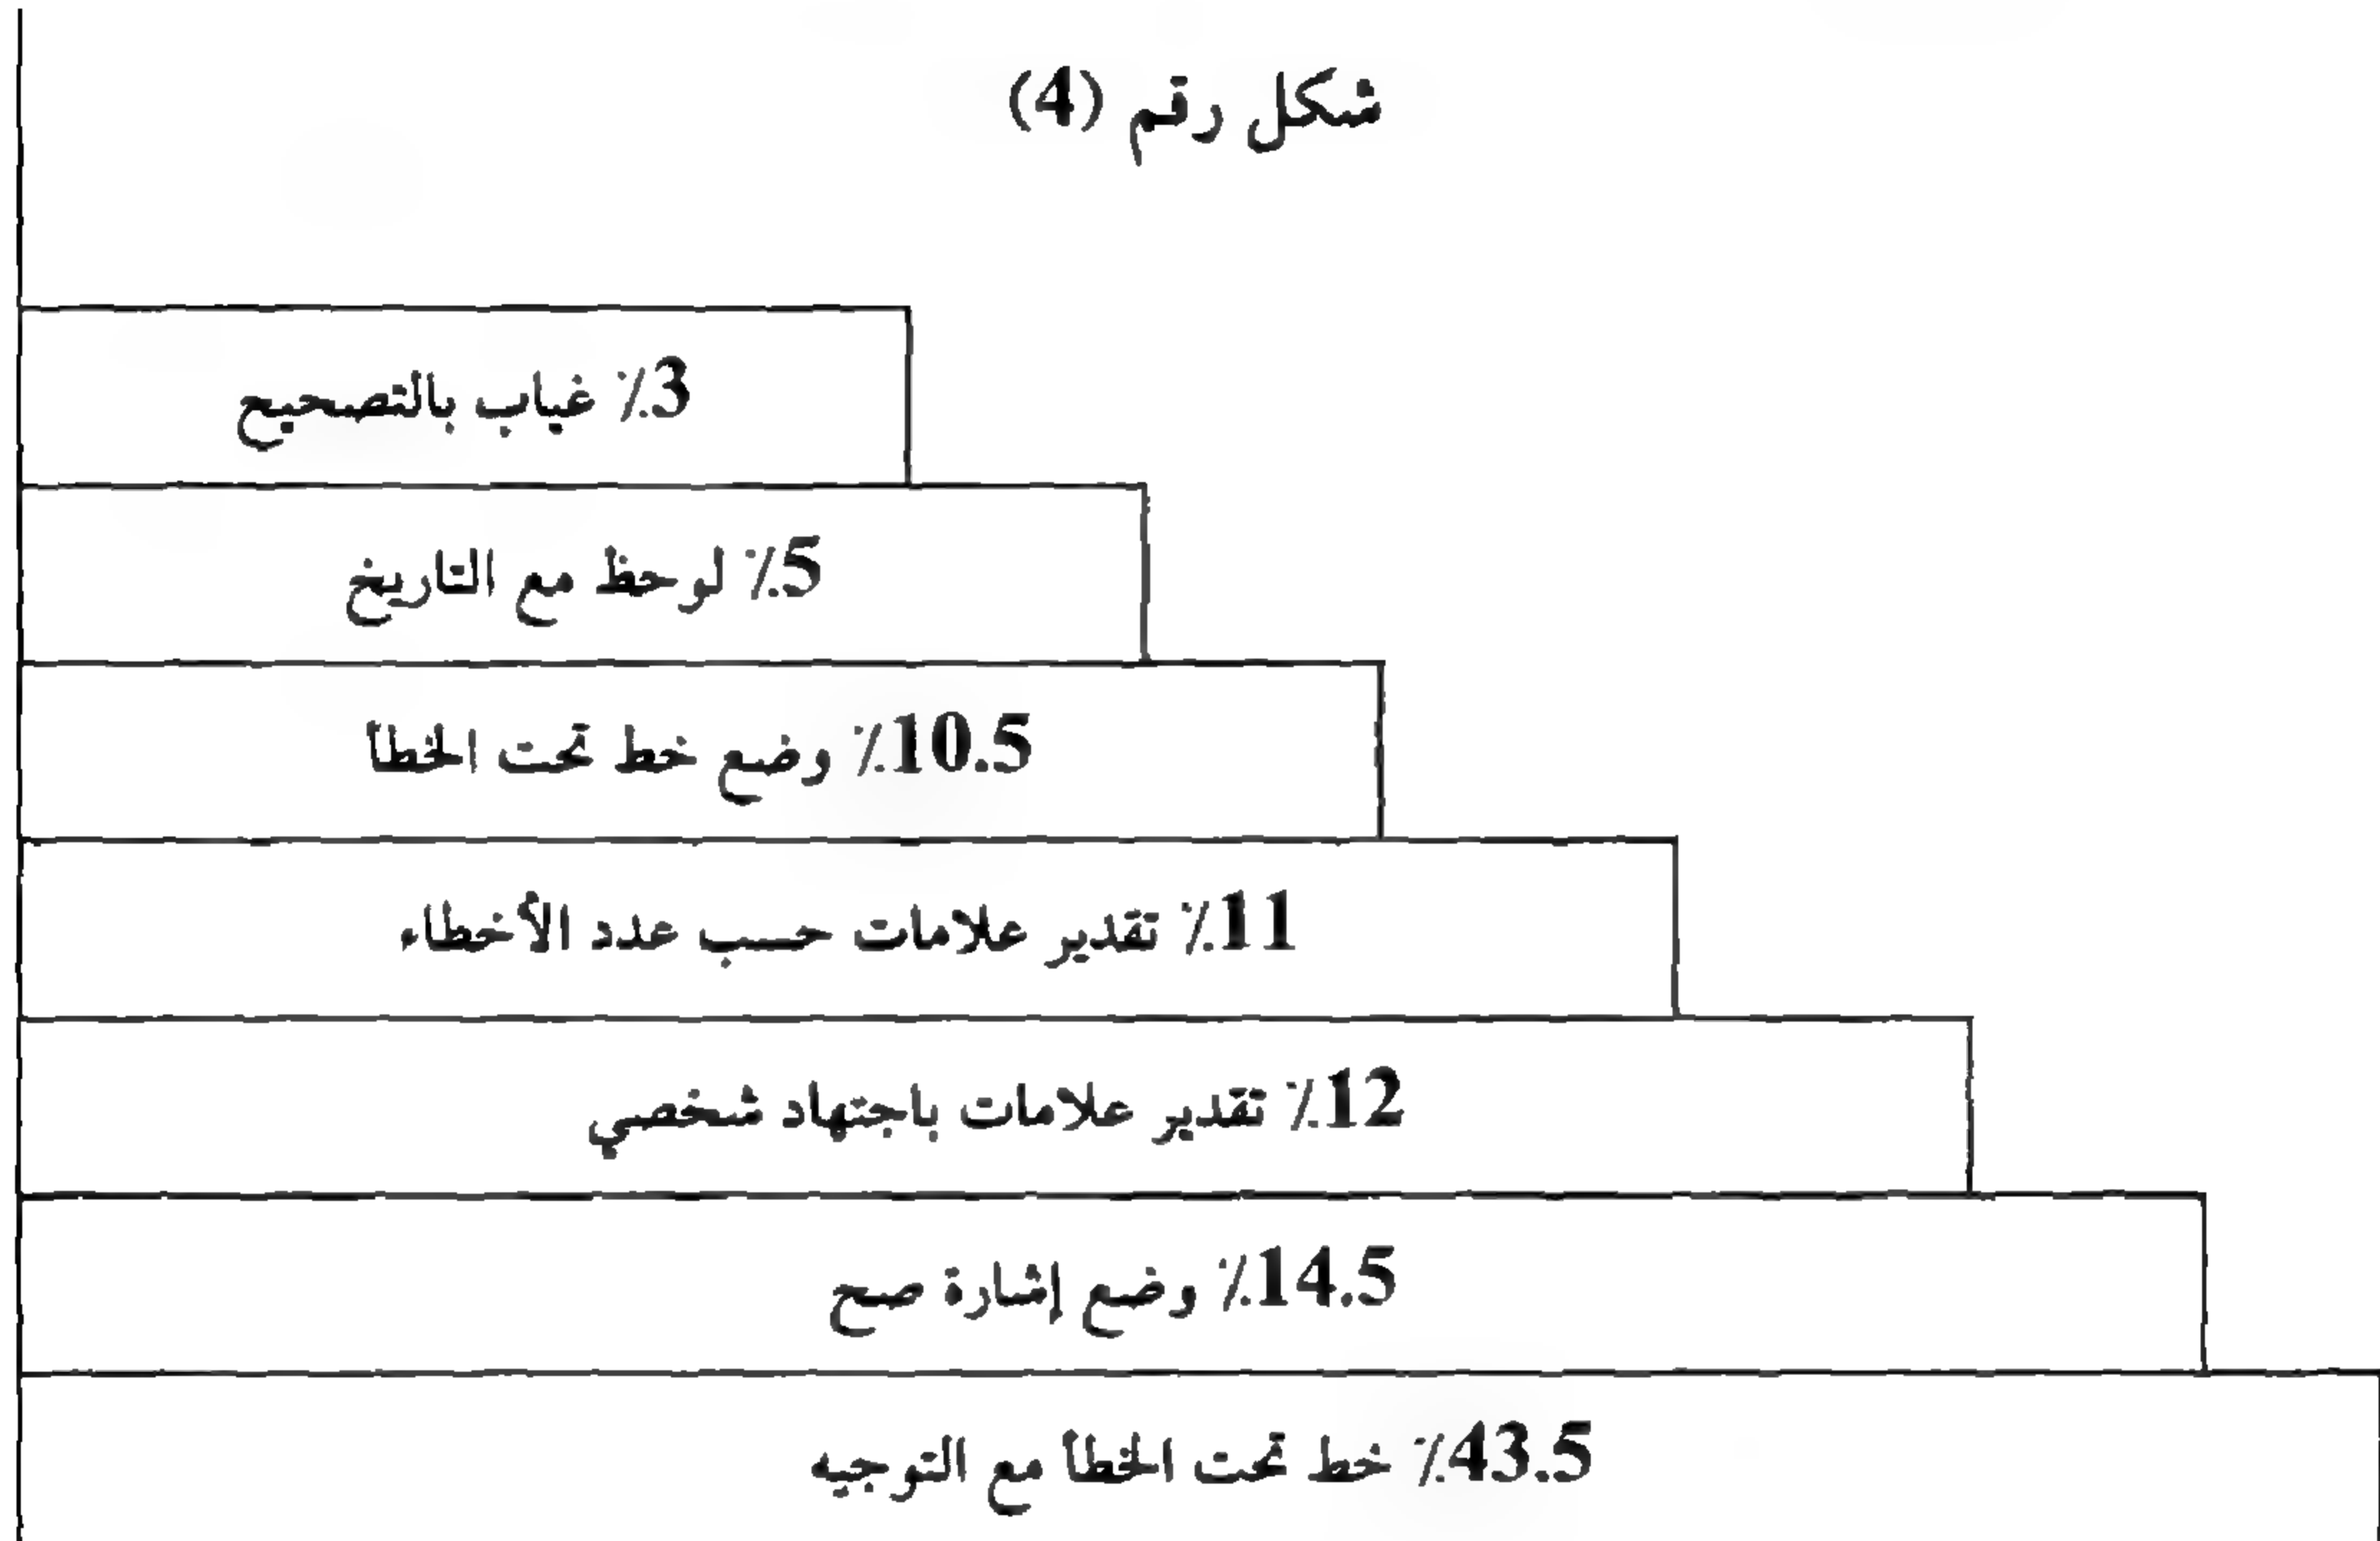 شكل رقم (4)
3٪ غياب بالتصحيح
5٪ لوحظ مع التاريخ
10.5٪ وضع خط تحت الخطأ
11٪ تقدير علامات حسب عدد الأخطاء
12٪ تقدير علامات باجتهاد شخصي
14.5٪ وضع إشارة صح
43.5٪ خط تحت الخطأ مع التوجيه